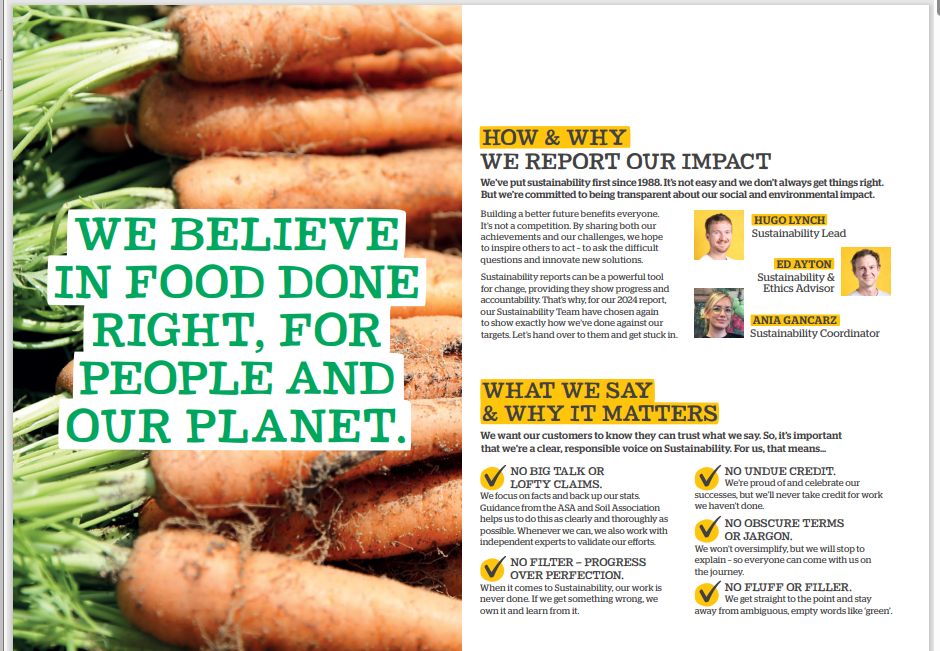 WE BELIEVE
IN FOOD DONE
RIGHT, FOR
PEOPLE AND
OUR PLANET.
HOW & WHY
WE REPORT OUR IMPACT
We've put sustainability first since 1988. It's not easy and we don't always get things right.
But we're committed to being transparent about our social and environmental impact.
Building a better future benefits everyone.
It's not a competition. By sharing both our
achievements and our challenges, we hope
to inspire others to act – to ask the difficult
questions and innovate new solutions.
Sustainability reports can be a powerful tool
for change, providing they show progress and
accountability. That's why, for our 2024 report,
our Sustainability Team have chosen again
to show exactly how we've done against our
targets. Let's hand over to them and get stuck in.
HUGO LYNCH
Sustainability Lead
ED AYTON
Sustainability &
Ethics Advisor
ANIA GANCARZ
Sustainability Coordinator
WHAT WE SAY
& WHY IT MATTERS
We want our customers to know they can trust what we say. So, it's important
that we're a clear, responsible voice on Sustainability. For us, that means...
NO BIG TALK OR
LOFTY CLAIMS.
We focus on facts and back up our stats.
Guidance from the ASA and Soil Association
helps us to do this as clearly and thoroughly as
possible. Whenever we can, we also work with
independent experts to validate our efforts.
NO FILTER – PROGRESS
OVER PERFECTION.
When it comes to Sustainability, our work is
never done. If we get something wrong, we
own it and learn from it.
NO UNDUE CREDIT.
We're proud of and celebrate our
successes, but we'll never take credit for work
we haven't done.
NO OBSCURE TERMS
OR JARGON.
We won't oversimplify, but we will stop to
explain – so everyone can come with us on
the journey.
NO FLUFF OR FILLER.
We get straight to the point and stay
away from ambiguous, empty words like 'green'.